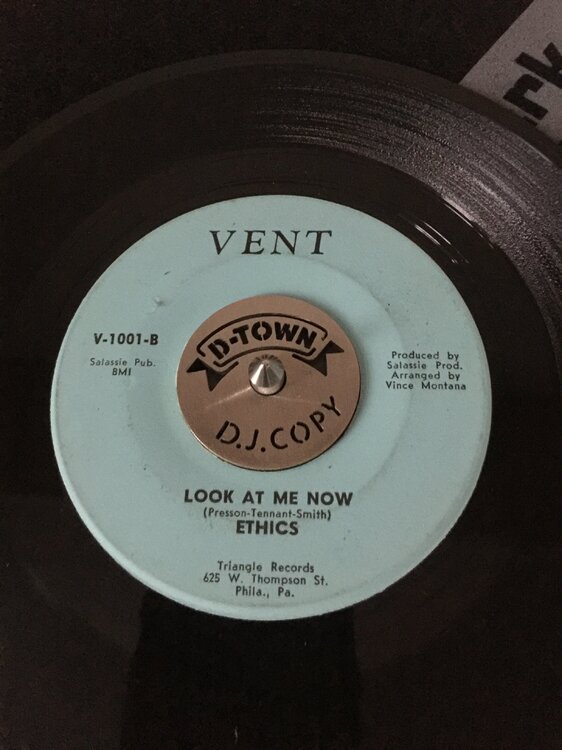 VENT
V-1001-B
Salassie Pub.
BMI
D-TOWN
D.J. COPY
Produced by
Salassie Prod.
Arranged by
Vince Montana
LOOK AT ME NOW
(Presson-Tennant-Smith)
ETHICS
Triangle Records
625 W. Thompson St.
Phila., Pa.